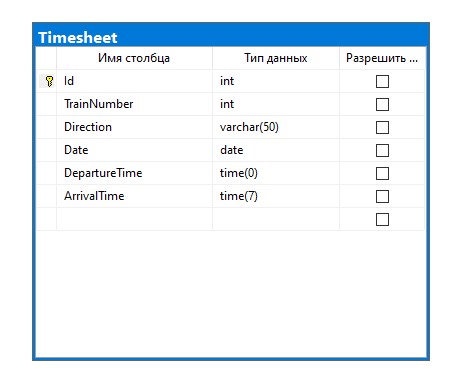 Timesheet
Имя столбца Тип данных Разрешить ...
Id int
TrainNumber int
Direction varchar(50)
Date date
DepartureTime time(0)
ArrivalTime time(7)